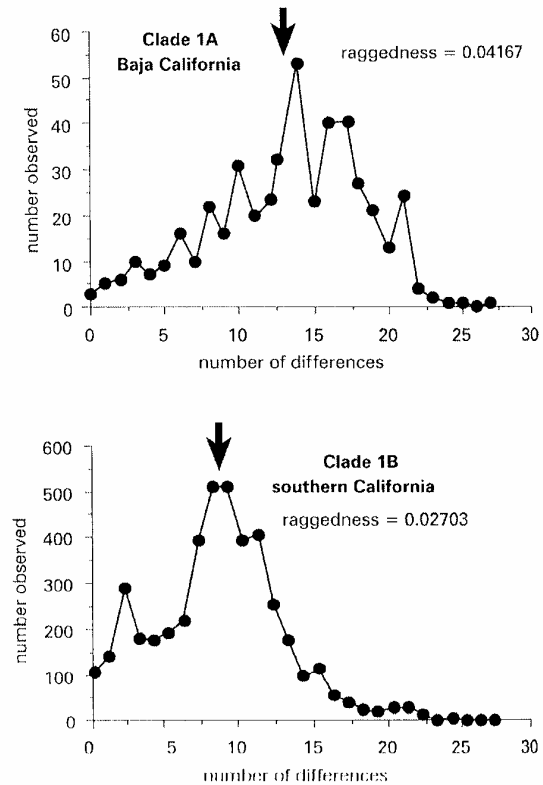 Clade 1A
Baja California
raggedness = 0.04167
number observed
60
50
40
30
20
10
0
0 5 10 15 20 25 30
number of differences
Clade 1B
southern California
raggedness = 0.02703
number observed
600
500
400
300
200
100
0
0 5 10 15 20 25 30
number of differences